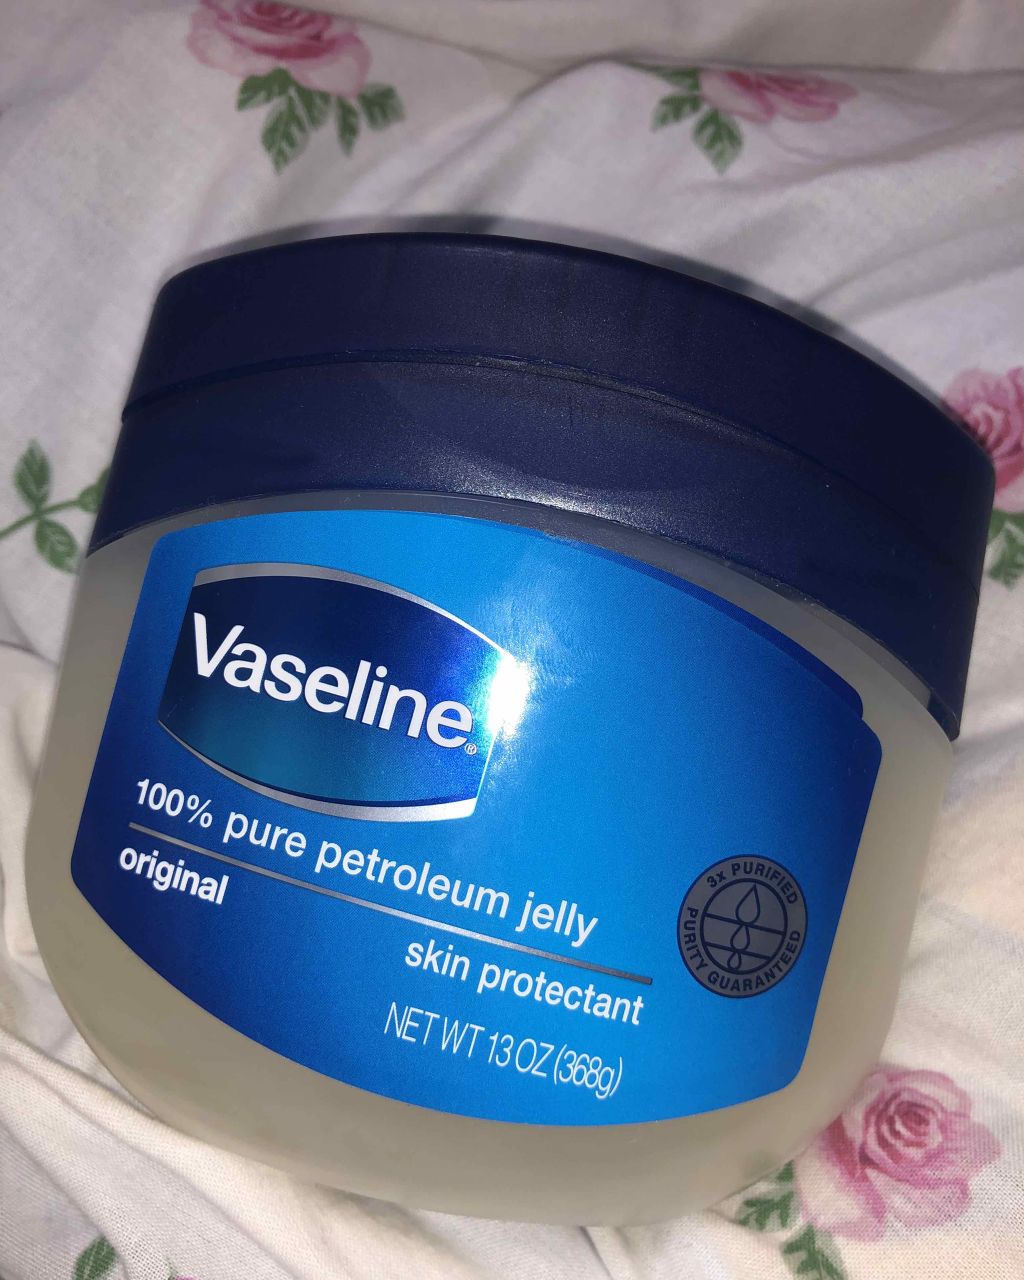 Vaseline®
100% pure petroleum jelly
original
skin protectant
NET WT 13 OZ (368g)
3x PURIFIED
PURITY GUARANTEED